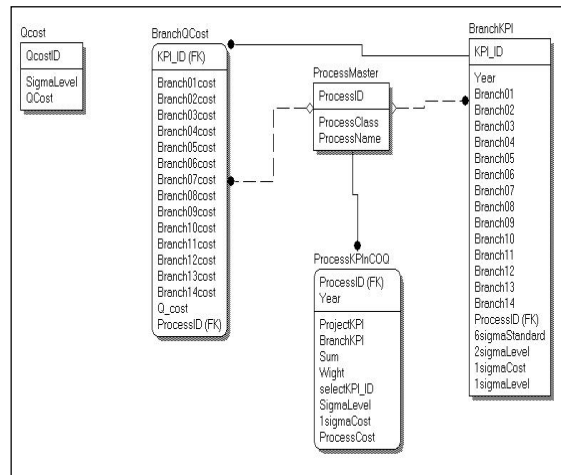 Qcost
QcostID
SigmaLevel
QCost
BranchQCost
KPI_ID (FK)
Branch01cost
Branch02cost
Branch03cost
Branch04cost
Branch05cost
Branch06cost
Branch07cost
Branch08cost
Branch09cost
Branch10cost
Branch11cost
Branch12cost
Branch13cost
Branch14cost
Q_cost
ProcessID (FK)
ProcessMaster
ProcessID
ProcessClass
ProcessName
ProcessKPInCOQ
ProcessID (FK)
Year
ProjectKPI
BranchKPI
Sum
Wight
selectKPI_ID
SigmaLevel
1sigmaCost
ProcessCost
BranchKPI
KPI_ID
Year
Branch01
Branch02
Branch03
Branch04
Branch05
Branch06
Branch07
Branch08
Branch09
Branch10
Branch11
Branch12
Branch13
Branch14
ProcessID (FK)
6sigmaStandard
2sigmaLevel
1sigmaCost
1sigmaLevel